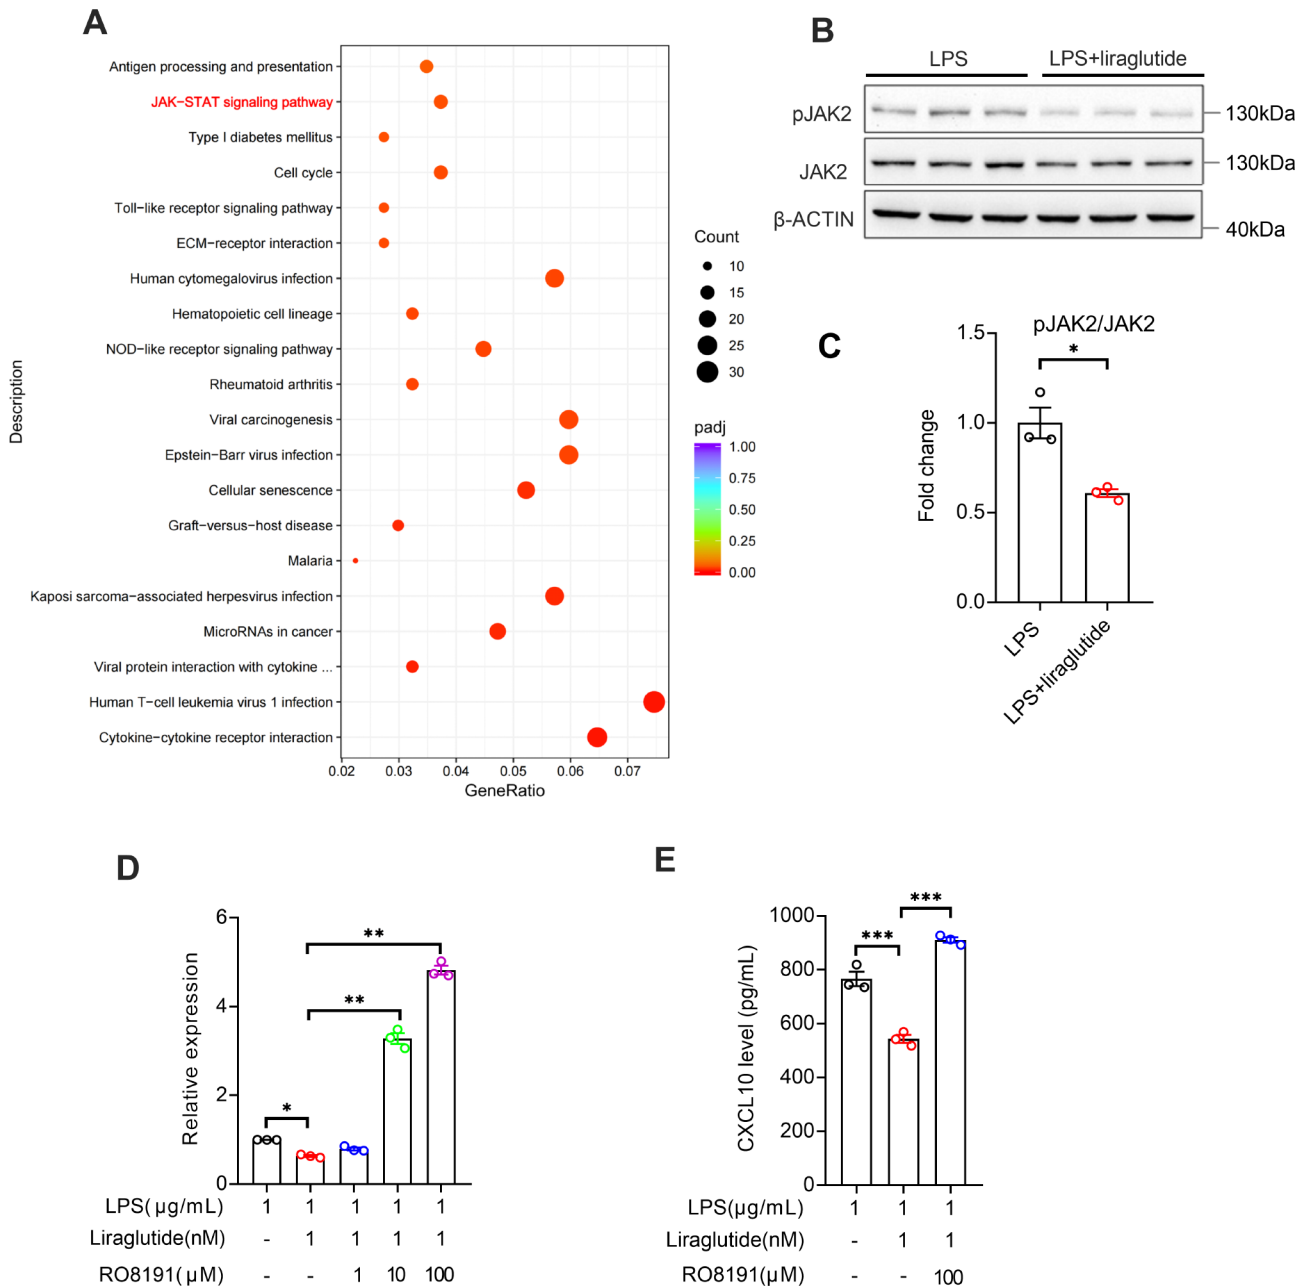 A
Description
Antigen processing and presentation
JAK−STAT signaling pathway
Type I diabetes mellitus
Cell cycle
Toll−like receptor signaling pathway
ECM−receptor interaction
Human cytomegalovirus infection
Hematopoietic cell lineage
NOD−like receptor signaling pathway
Rheumatoid arthritis
Viral carcinogenesis
Epstein−Barr virus infection
Cellular senescence
Graft−versus−host disease
Malaria
Kaposi sarcoma−associated herpesvirus infection
MicroRNAs in cancer
Viral protein interaction with cytokine ...
Human T−cell leukemia virus 1 infection
Cytokine−cytokine receptor interaction
0.02 0.03 0.04 0.05 0.06 0.07
GeneRatio
Count
10
15
20
25
30
padj
1.00
0.75
0.50
0.25
0.00
B
LPS LPS+liraglutide
pJAK2 130kDa
JAK2 130kDa
β-ACTIN 40kDa
C
pJAK2/JAK2
*
Fold change
1.5
1.0
0.5
0.0
LPS
LPS+liraglutide
D
Relative expression
6
4
2
0
*
**
**
LPS(μg/mL) 1 1 1 1 1
Liraglutide(nM) - 1 1 1 1
RO8191(μM) - - 1 10 100
E
CXCL10 level (pg/mL)
1000
800
600
400
200
0
***
***
LPS(μg/mL) 1 1 1
Liraglutide(nM) - 1 1
RO8191(μM) - - 100